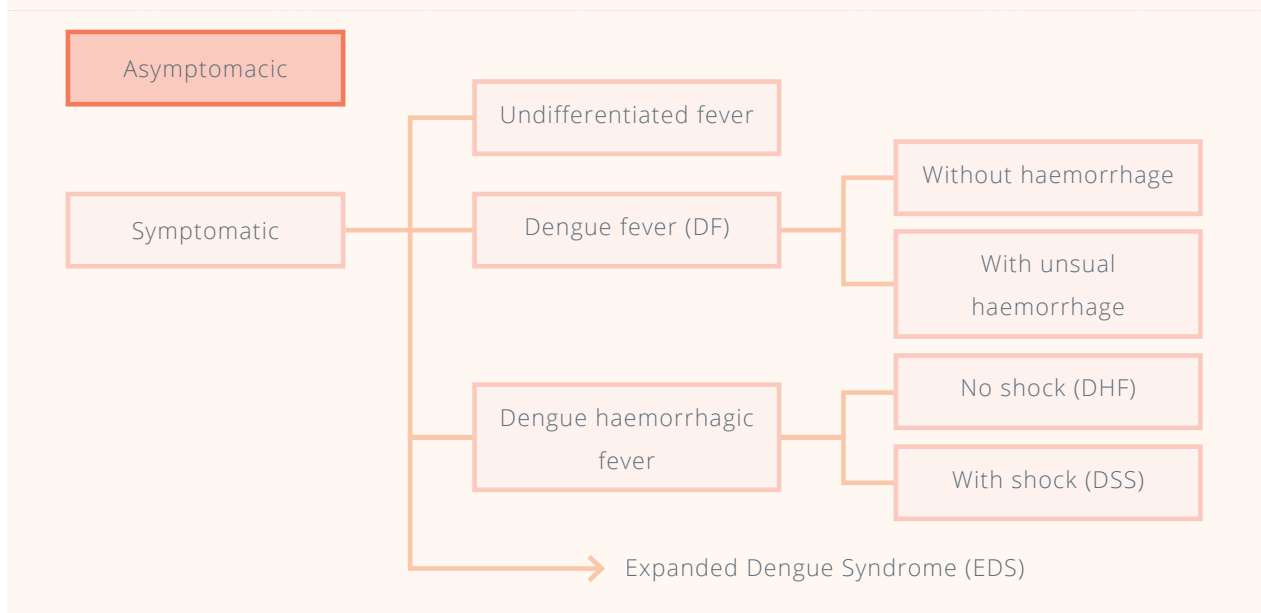 Asymptomacic
Undifferentiated fever
Without haemorrhage
Symptomatic
Dengue fever (DF)
With unsual
haemorrhage
No shock (DHF)
Dengue haemorrhagic
fever
With shock (DSS)
Expanded Dengue Syndrome (EDS)